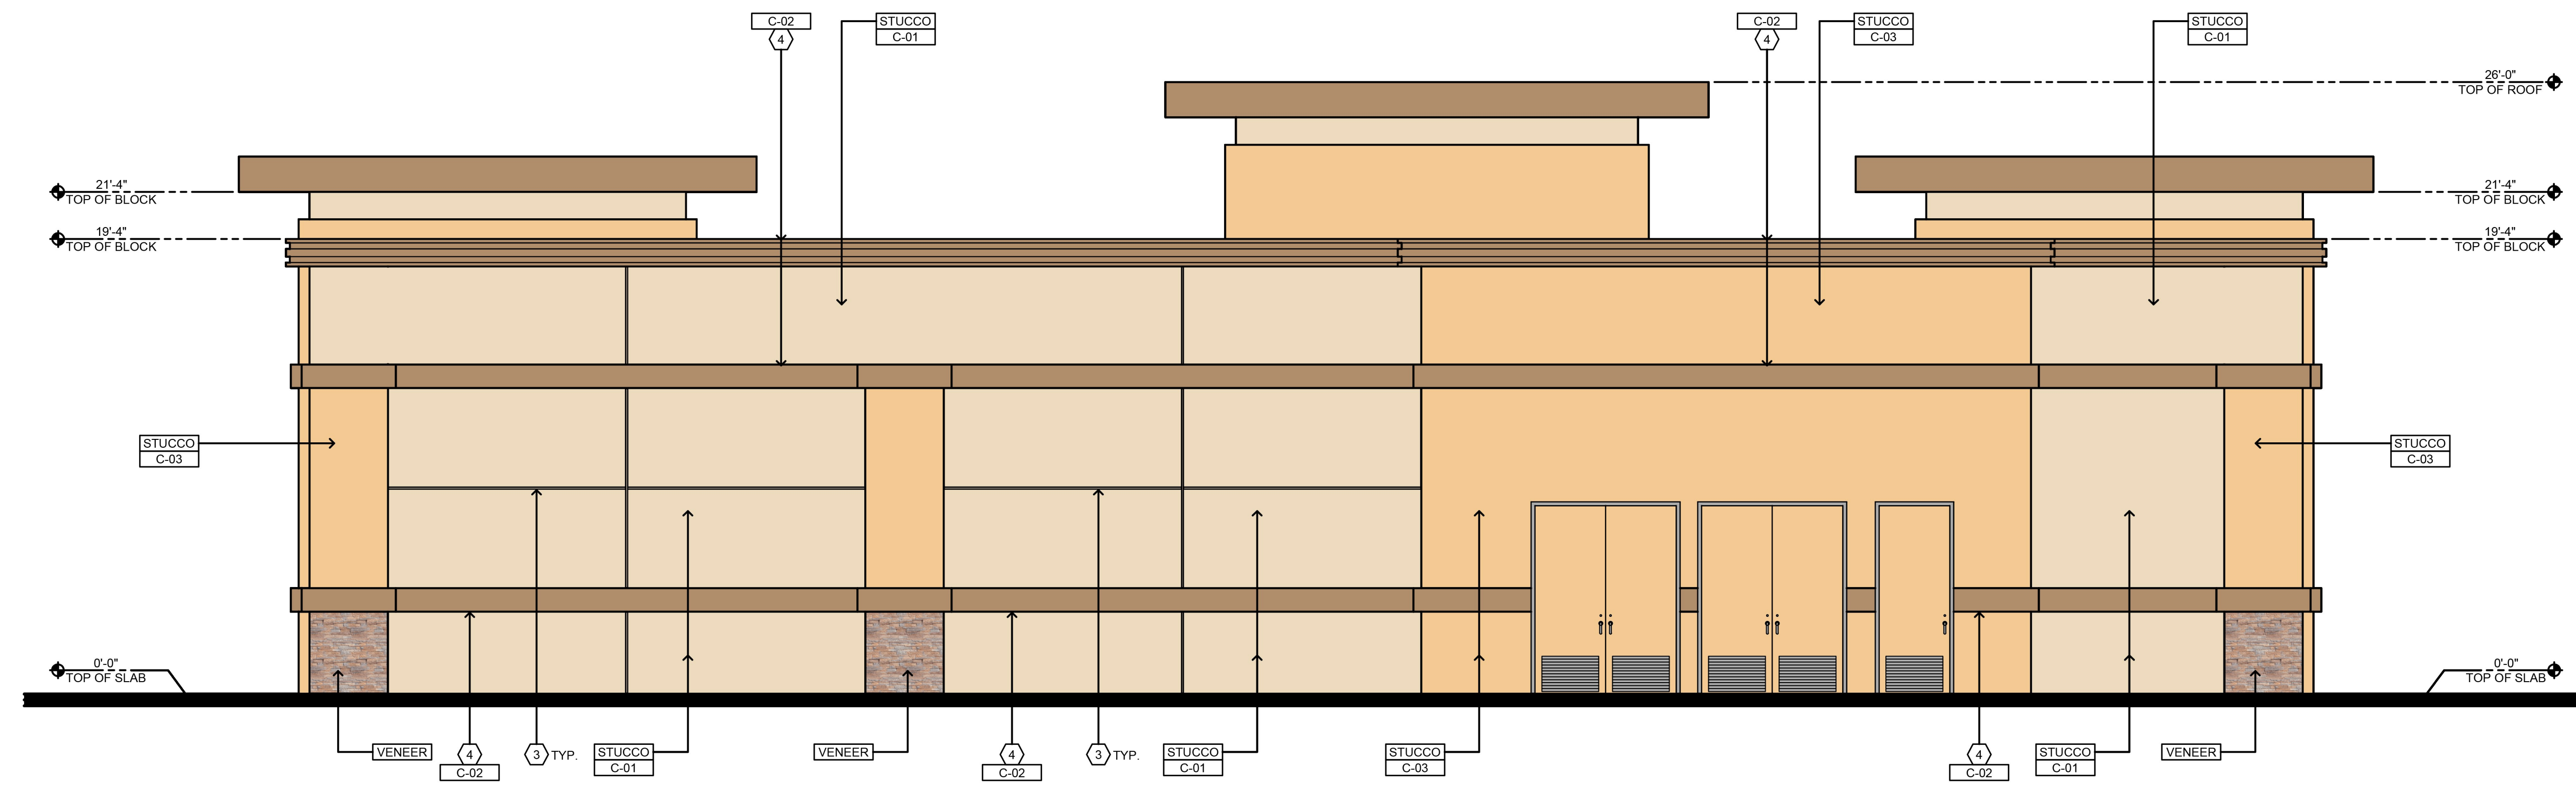 C-02
4
STUCCO
C-01
C-02
4
STUCCO
C-03
STUCCO
C-01
26'-0"
TOP OF ROOF
21'-4"
TOP OF BLOCK
21'-4"
TOP OF BLOCK
19'-4"
TOP OF BLOCK
19'-4"
TOP OF BLOCK
STUCCO
C-03
STUCCO
C-03
0'-0"
TOP OF SLAB
0'-0"
TOP OF SLAB
VENEER
4
C-02
3 TYP.
STUCCO
C-01
VENEER
4
C-02
3 TYP.
STUCCO
C-01
STUCCO
C-03
4
C-02
STUCCO
C-01
VENEER